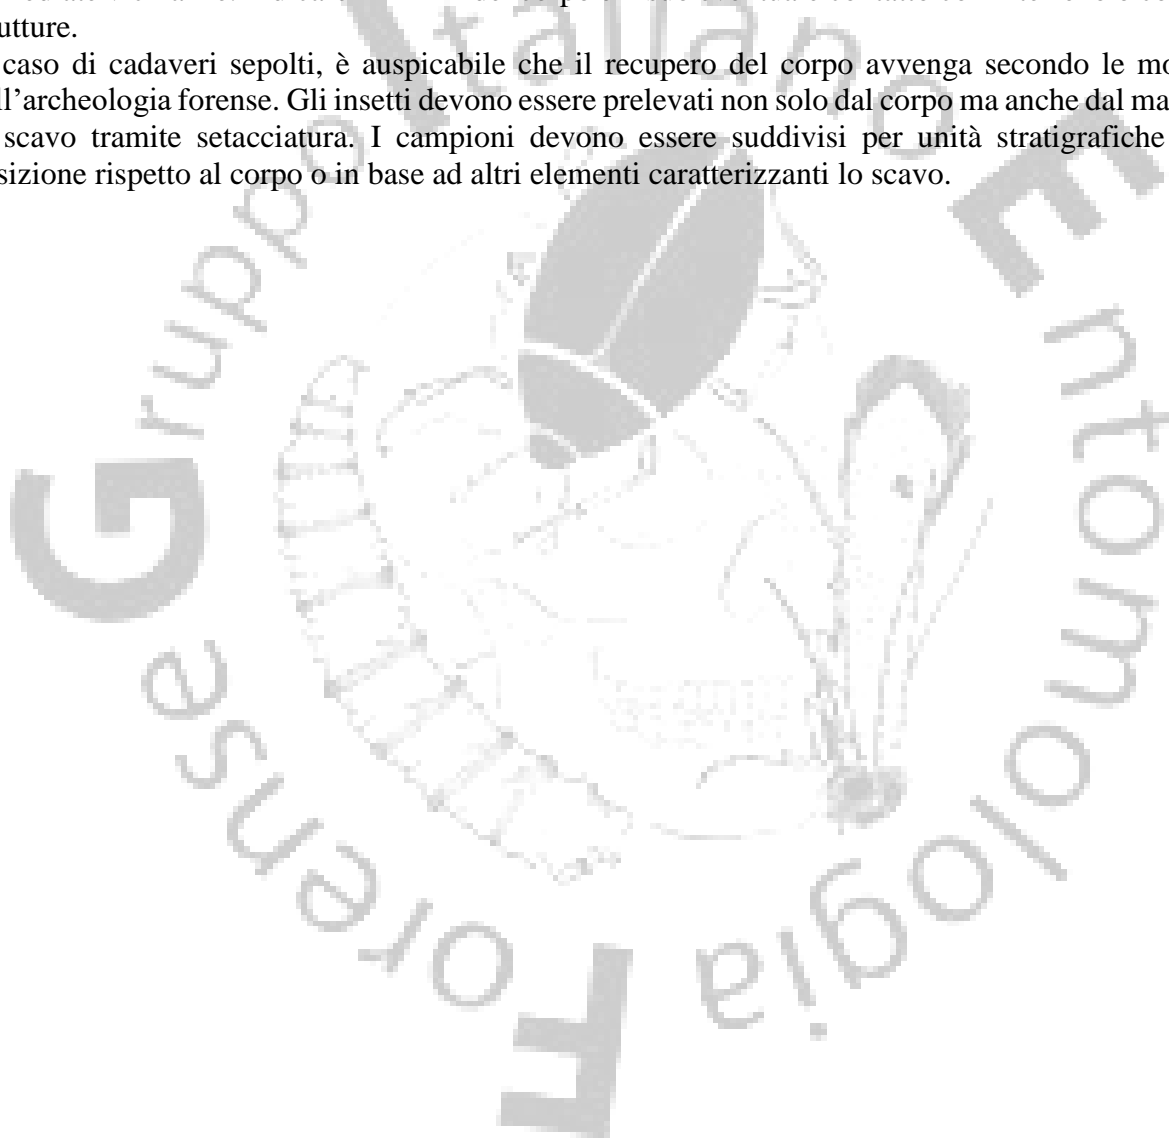 utture.
caso di cadaveri sepolti, è auspicabile che il recupero del corpo avvenga secondo le mo
ll’archeologia forense. Gli insetti devono essere prelevati non solo dal corpo ma anche dal ma
scavo tramite setacciatura. I campioni devono essere suddivisi per unità stratigrafiche
sizione rispetto al corpo o in base ad altri elementi caratterizzanti lo scavo.
Gruppo Italiano Entomologia Forense